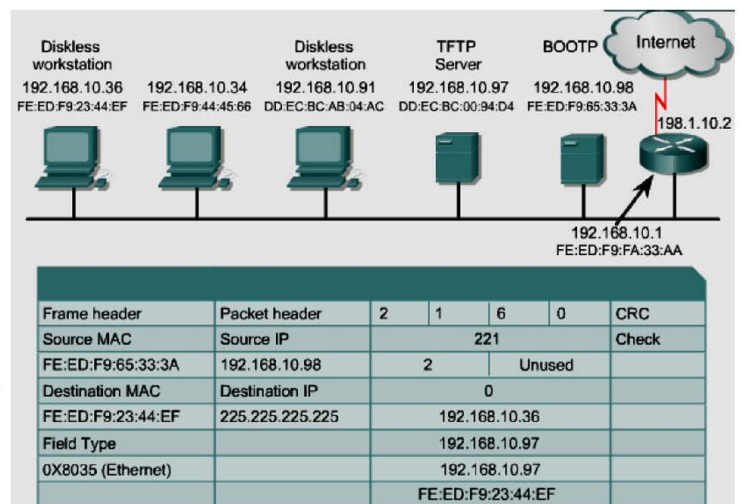 Diskless
workstation
Diskless
workstation
TFTP
Server
BOOTP
Internet
192.168.10.36
192.168.10.34
192.168.10.91
192.168.10.97
192.168.10.98
FE:ED:F9:23:44:EF
FE:ED:F9:44:45:66
DD:EC:BC:AB:04:AC
DD:EC:BC:00:94:D4
FE:ED:F9:65:33:3A
198.1.10.2
192.168.10.1
FE:ED:F9:FA:33:AA
Frame header Packet header 2 1 6 0 CRC
Source MAC Source IP 221 Check
FE:ED:F9:65:33:3A 192.168.10.98 2 Unused
Destination MAC Destination IP 0
FE:ED:F9:23:44:EF 225.225.225.225 192.168.10.36
Field Type 192.168.10.97
0X8035 (Ethernet) 192.168.10.97
FE:ED:F9:23:44:EF